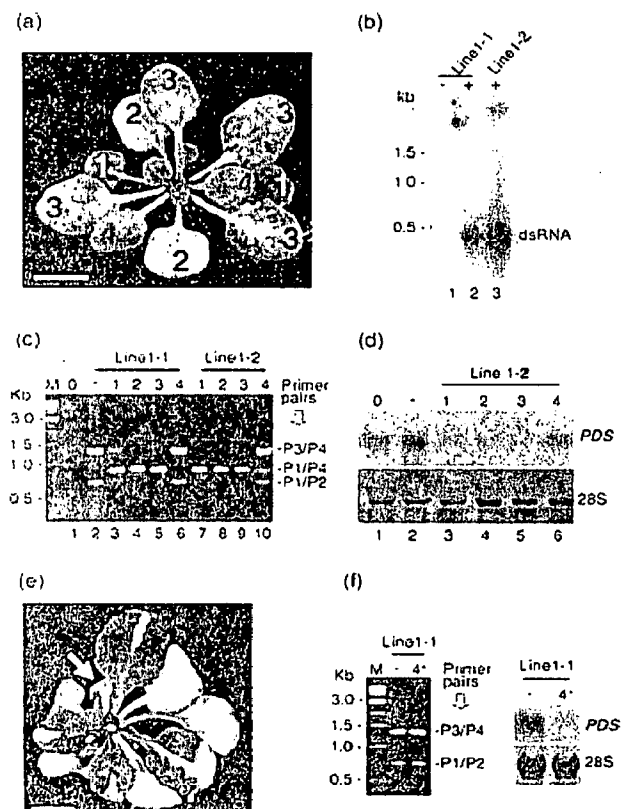 (a)
3
2
3
1
4
1
3
3
2
(b)
Line1-1
Line1-2
- + +
kb
1.5 -
1.0 -
0.5 -
dsRNA
1 2 3
(c)
Line1-1 Line1-2
M 0 - 1 2 3 4 1 2 3 4
Primer
pairs
Kb
3.0
1.5
1.0
0.5
-P3/P4
-P1/P4
-P1/P2
1 2 3 4 5 6 7 8 9 10
(d)
Line 1-2
0 - 1 2 3 4
PDS
28S
1 2 3 4 5 6
(e)
(f)
Line1-1
M - 4*
Primer
pairs
Kb
3.0
1.5
1.0
0.5
-P3/P4
-P1/P2
Line1-1
- 4*
PDS
28S